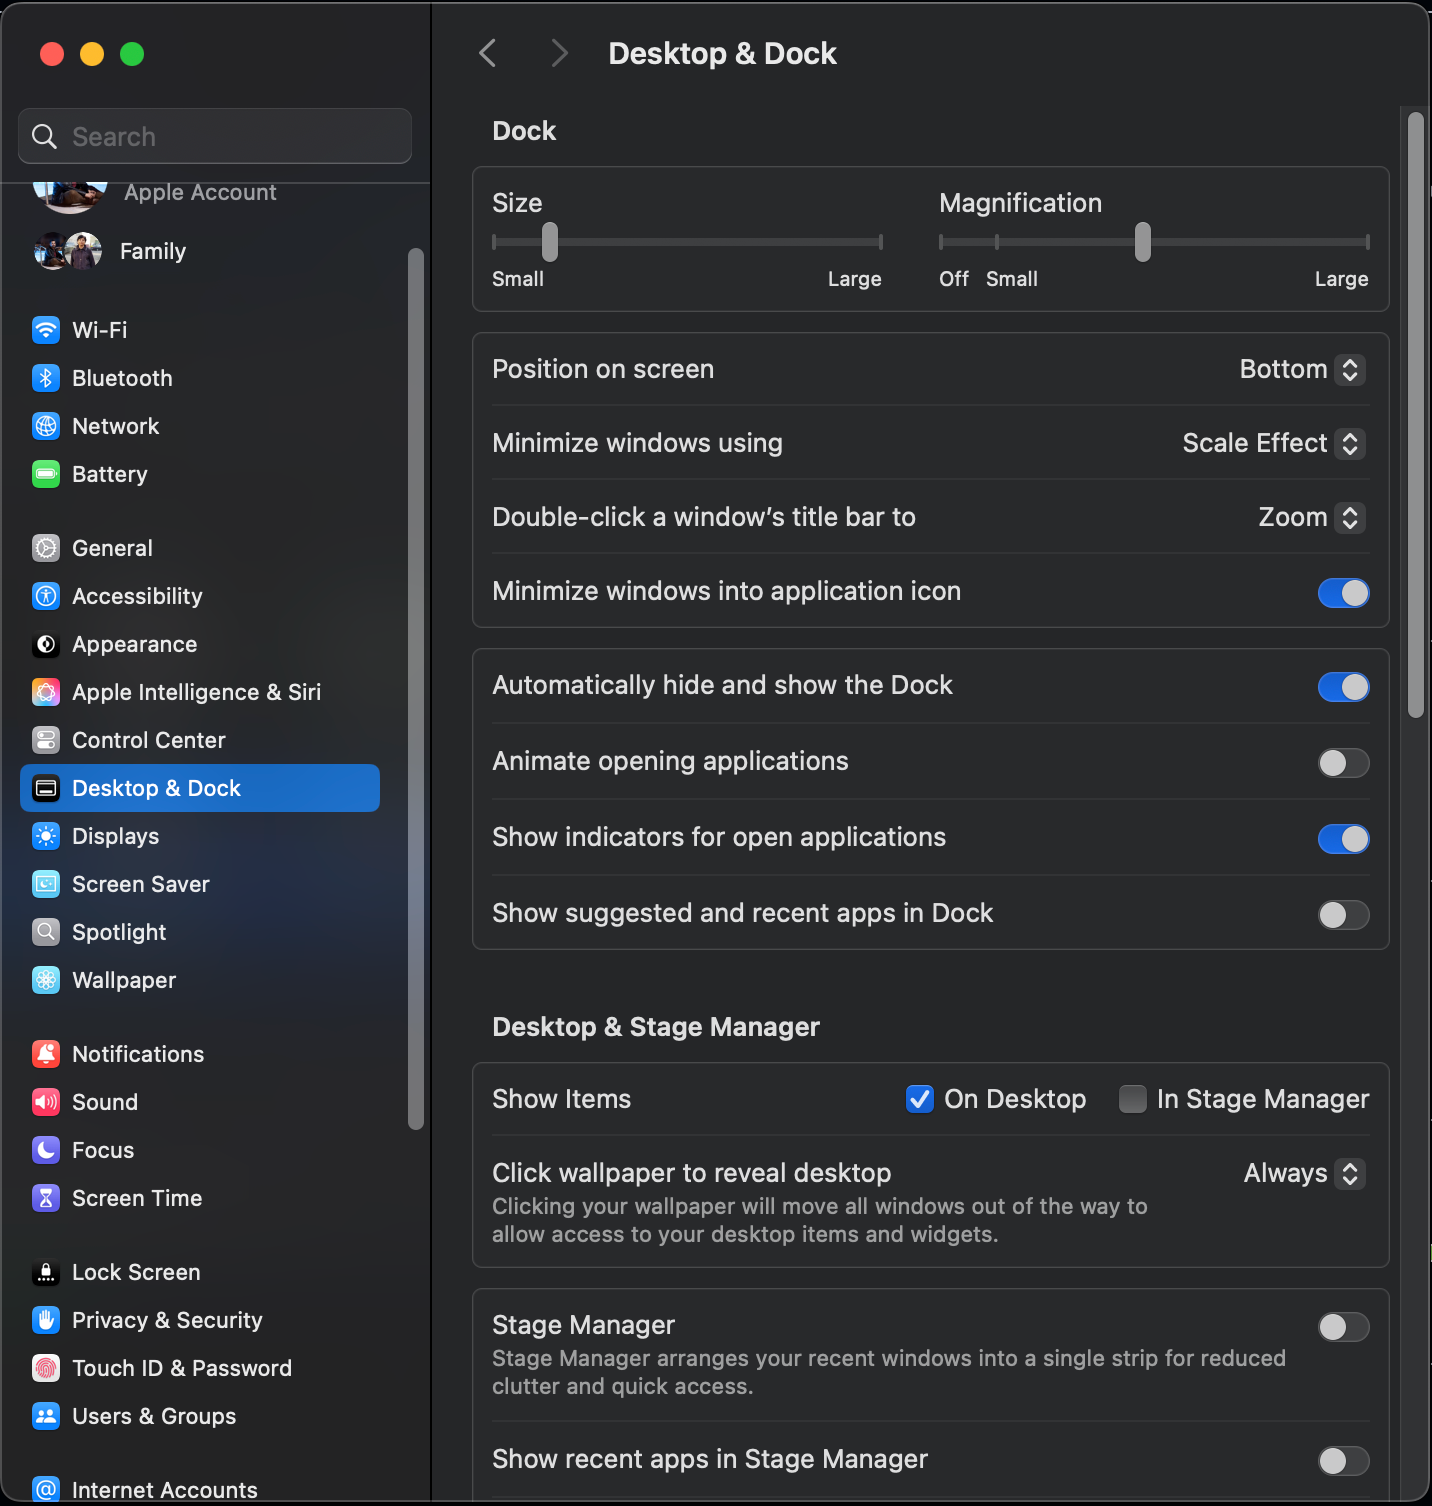 Desktop & Dock
Search
Apple Account
Family
Wi-Fi
Bluetooth
Network
Battery
General
Accessibility
Appearance
Apple Intelligence & Siri
Control Center
Desktop & Dock
Displays
Screen Saver
Spotlight
Wallpaper
Notifications
Sound
Focus
Screen Time
Lock Screen
Privacy & Security
Touch ID & Password
Users & Groups
Internet Accounts
Dock
Size
Small Large
Magnification
Off Small Large
Position on screen Bottom
Minimize windows using Scale Effect
Double-click a window’s title bar to Zoom
Minimize windows into application icon
Automatically hide and show the Dock
Animate opening applications
Show indicators for open applications
Show suggested and recent apps in Dock
Desktop & Stage Manager
Show Items On Desktop In Stage Manager
Click wallpaper to reveal desktop Always
Clicking your wallpaper will move all windows out of the way to
allow access to your desktop items and widgets.
Stage Manager
Stage Manager arranges your recent windows into a single strip for reduced
clutter and quick access.
Show recent apps in Stage Manager